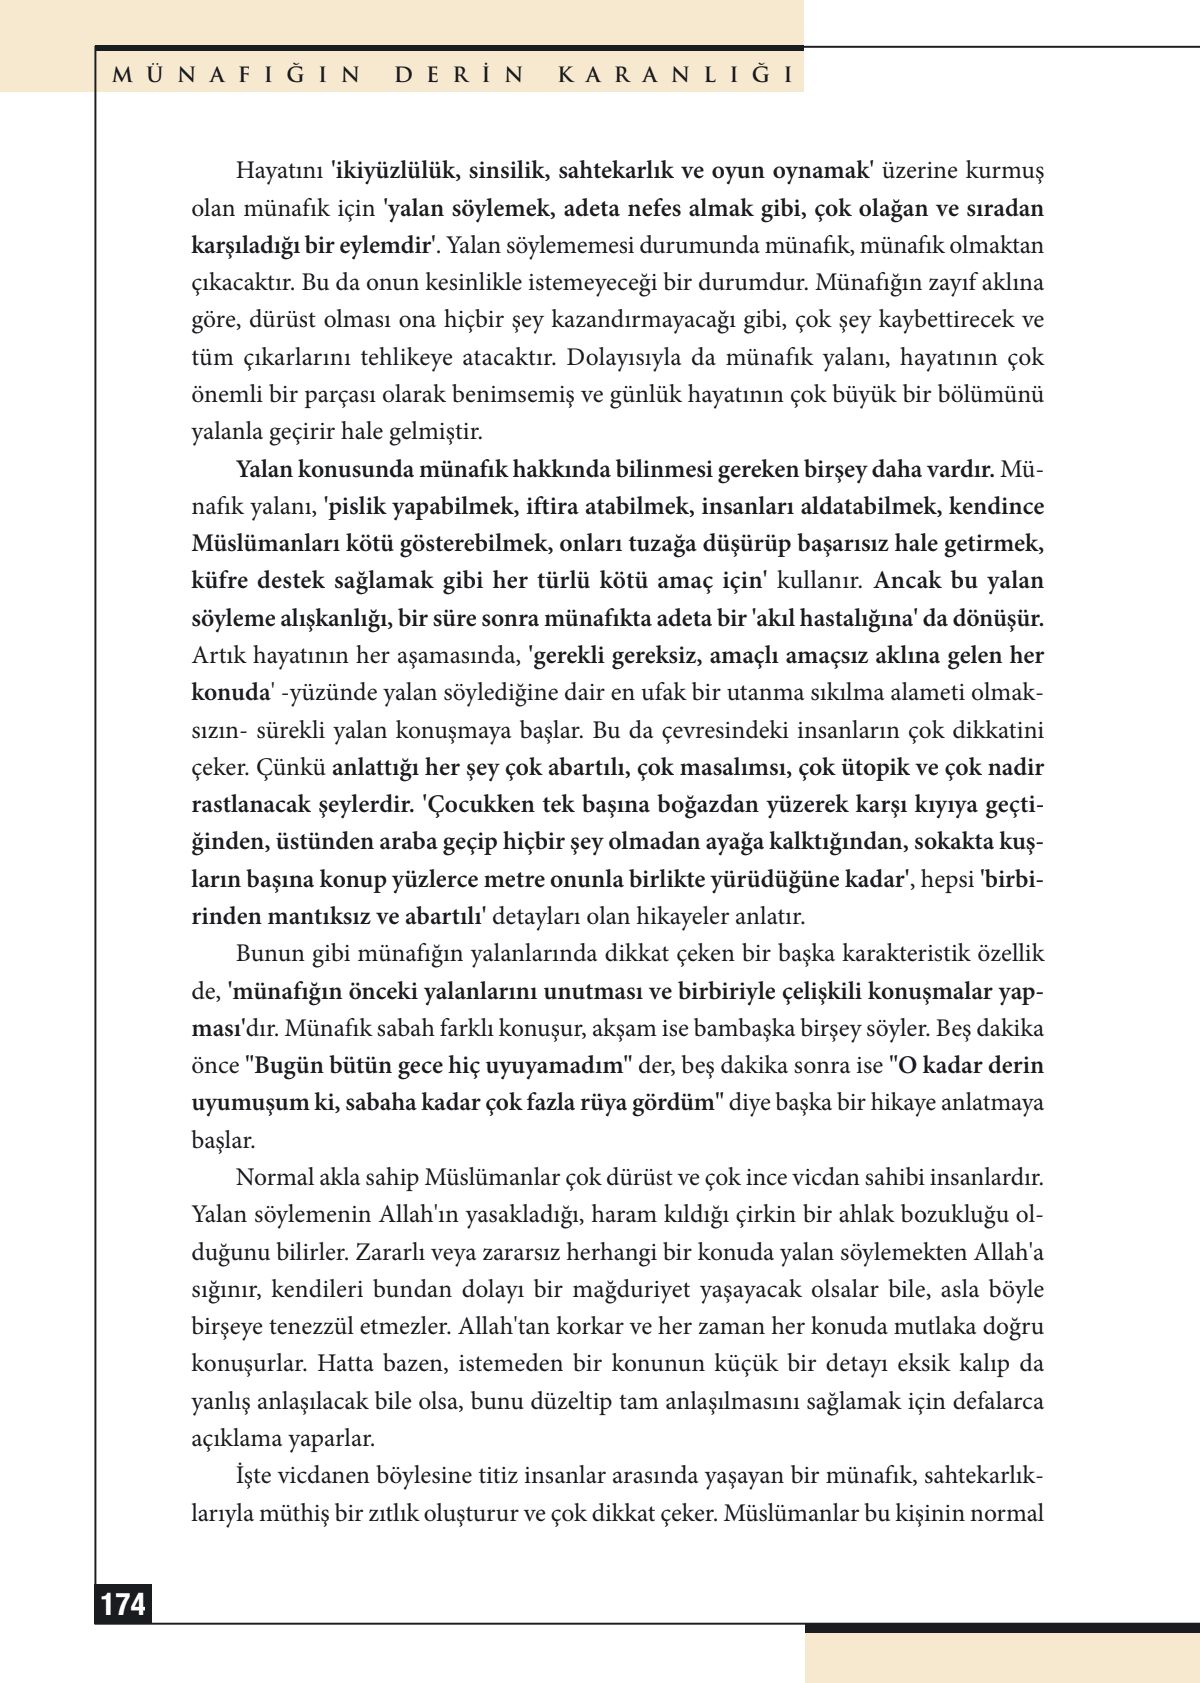 MÜNAFIĞIN DERİN KARANLIĞI
Hayatını 'ikiyüzlülük, sinsilik, sahtekarlık ve oyun oynamak' üzerine kurmuş
olan münafık için 'yalan söylemek, adeta nefes almak gibi, çok olağan ve sıradan
karşıladığı bir eylemdir'. Yalan söylememesi durumunda münafık, münafık olmaktan
çıkacaktır. Bu da onun kesinlikle istemeyeceği bir durumdur. Münafığın zayıf aklına
göre, dürüst olması ona hiçbir şey kazandırmayacağı gibi, çok şey kaybettirecek ve
tüm çıkarlarını tehlikeye atacaktır. Dolayısıyla da münafık yalanı, hayatının çok
önemli bir parçası olarak benimsemiş ve günlük hayatının çok büyük bir bölümünü
yalanla geçirir hale gelmiştir.
Yalan konusunda münafık hakkında bilinmesi gereken birşey daha vardır. Mü-
nafık yalanı, 'pislik yapabilmek, iftira atabilmek, insanları aldatabilmek, kendince
Müslümanları kötü gösterebilmek, onları tuzağa düşürüp başarısız hale getirmek,
küfre destek sağlamak gibi her türlü kötü amaç için' kullanır. Ancak bu yalan
söyleme alışkanlığı, bir süre sonra münafıkta adeta bir 'akıl hastalığına' da dönüşür.
Artık hayatının her aşamasında, 'gerekli gereksiz, amaçlı amaçsız aklına gelen her
konuda' -yüzünde yalan söylediğine dair en ufak bir utanma sıkılma alameti olmak-
sızın- sürekli yalan konuşmaya başlar. Bu da çevresindeki insanların çok dikkatini
çeker. Çünkü anlattığı her şey çok abartılı, çok masalımsı, çok ütopik ve çok nadir
rastlanacak şeylerdir. 'Çocukken tek başına boğazdan yüzerek karşı kıyıya geçti-
ğinden, üstünden araba geçip hiçbir şey olmadan ayağa kalktığından, sokakta kuş-
ların başına konup yüzlerce metre onunla birlikte yürüdüğüne kadar', hepsi 'birbi-
rinden mantıksız ve abartılı' detayları olan hikayeler anlatır.
Bunun gibi münafığın yalanlarında dikkat çeken bir başka karakteristik özellik
de, 'münafığın önceki yalanlarını unutması ve birbiriyle çelişkili konuşmalar yap-
ması'dır. Münafık sabah farklı konuşur, akşam ise bambaşka birşey söyler. Beş dakika
önce "Bugün bütün gece hiç uyuyamadım" der, beş dakika sonra ise "O kadar derin
uyumuşum ki, sabaha kadar çok fazla rüya gördüm" diye başka bir hikaye anlatmaya
başlar.
Normal akla sahip Müslümanlar çok dürüst ve çok ince vicdan sahibi insanlardır.
Yalan söylemenin Allah'ın yasakladığı, haram kıldığı çirkin bir ahlak bozukluğu ol-
duğunu bilirler. Zararlı veya zararsız herhangi bir konuda yalan söylemekten Allah'a
sığınır, kendileri bundan dolayı bir mağduriyet yaşayacak olsalar bile, asla böyle
birşeye tenezzül etmezler. Allah'tan korkar ve her zaman her konuda mutlaka doğru
konuşurlar. Hatta bazen, istemeden bir konunun küçük bir detayı eksik kalıp da
yanlış anlaşılacak bile olsa, bunu düzeltip tam anlaşılmasını sağlamak için defalarca
açıklama yaparlar.
İşte vicdanen böylesine titiz insanlar arasında yaşayan bir münafık, sahtekarlık-
larıyla müthiş bir zıtlık oluşturur ve çok dikkat çeker. Müslümanlar bu kişinin normal
174